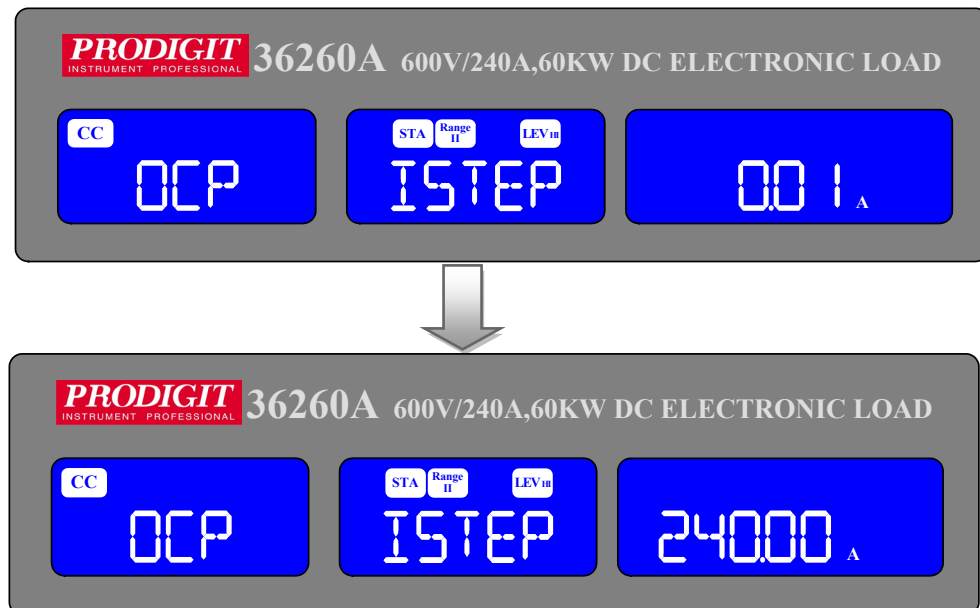 PRODIGIT
INSTRUMENT PROFESSIONAL
36260A 600V/240A,60KW DC ELECTRONIC LOAD
CC
OCP
STA Range II LEV HI
ISTEP
0.01 A
PRODIGIT
INSTRUMENT PROFESSIONAL
36260A 600V/240A,60KW DC ELECTRONIC LOAD
CC
OCP
STA Range II LEV HI
ISTEP
240.00 A